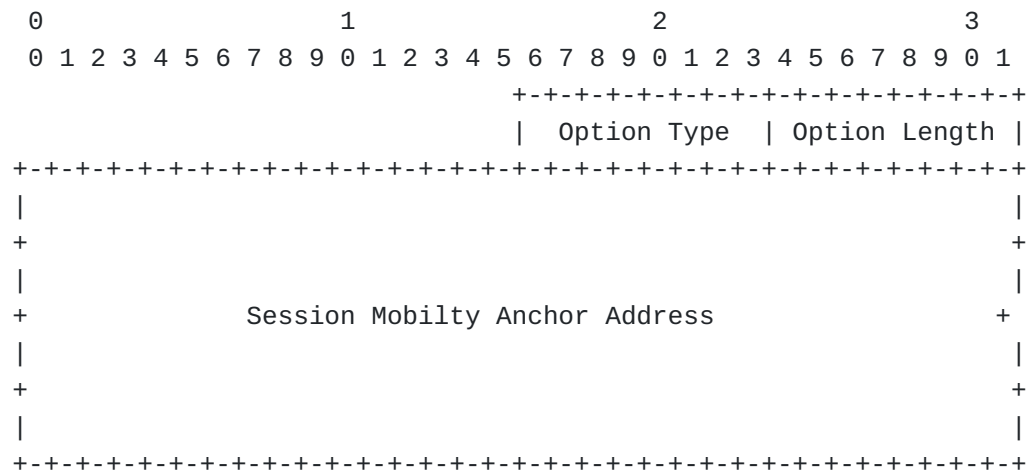 0                   1                   2                   3
 0 1 2 3 4 5 6 7 8 9 0 1 2 3 4 5 6 7 8 9 0 1 2 3 4 5 6 7 8 9 0 1
                                +-+-+-+-+-+-+-+-+-+-+-+-+-+-+-+-+
                                |  Option Type  | Option Length |
+-+-+-+-+-+-+-+-+-+-+-+-+-+-+-+-+-+-+-+-+-+-+-+-+-+-+-+-+-+-+-+-+
|                                                               |
+                                                               +
|                                                               |
+              Session Mobilty Anchor Address                  +
|                                                               |
+                                                               +
|                                                               |
+-+-+-+-+-+-+-+-+-+-+-+-+-+-+-+-+-+-+-+-+-+-+-+-+-+-+-+-+-+-+-+-+